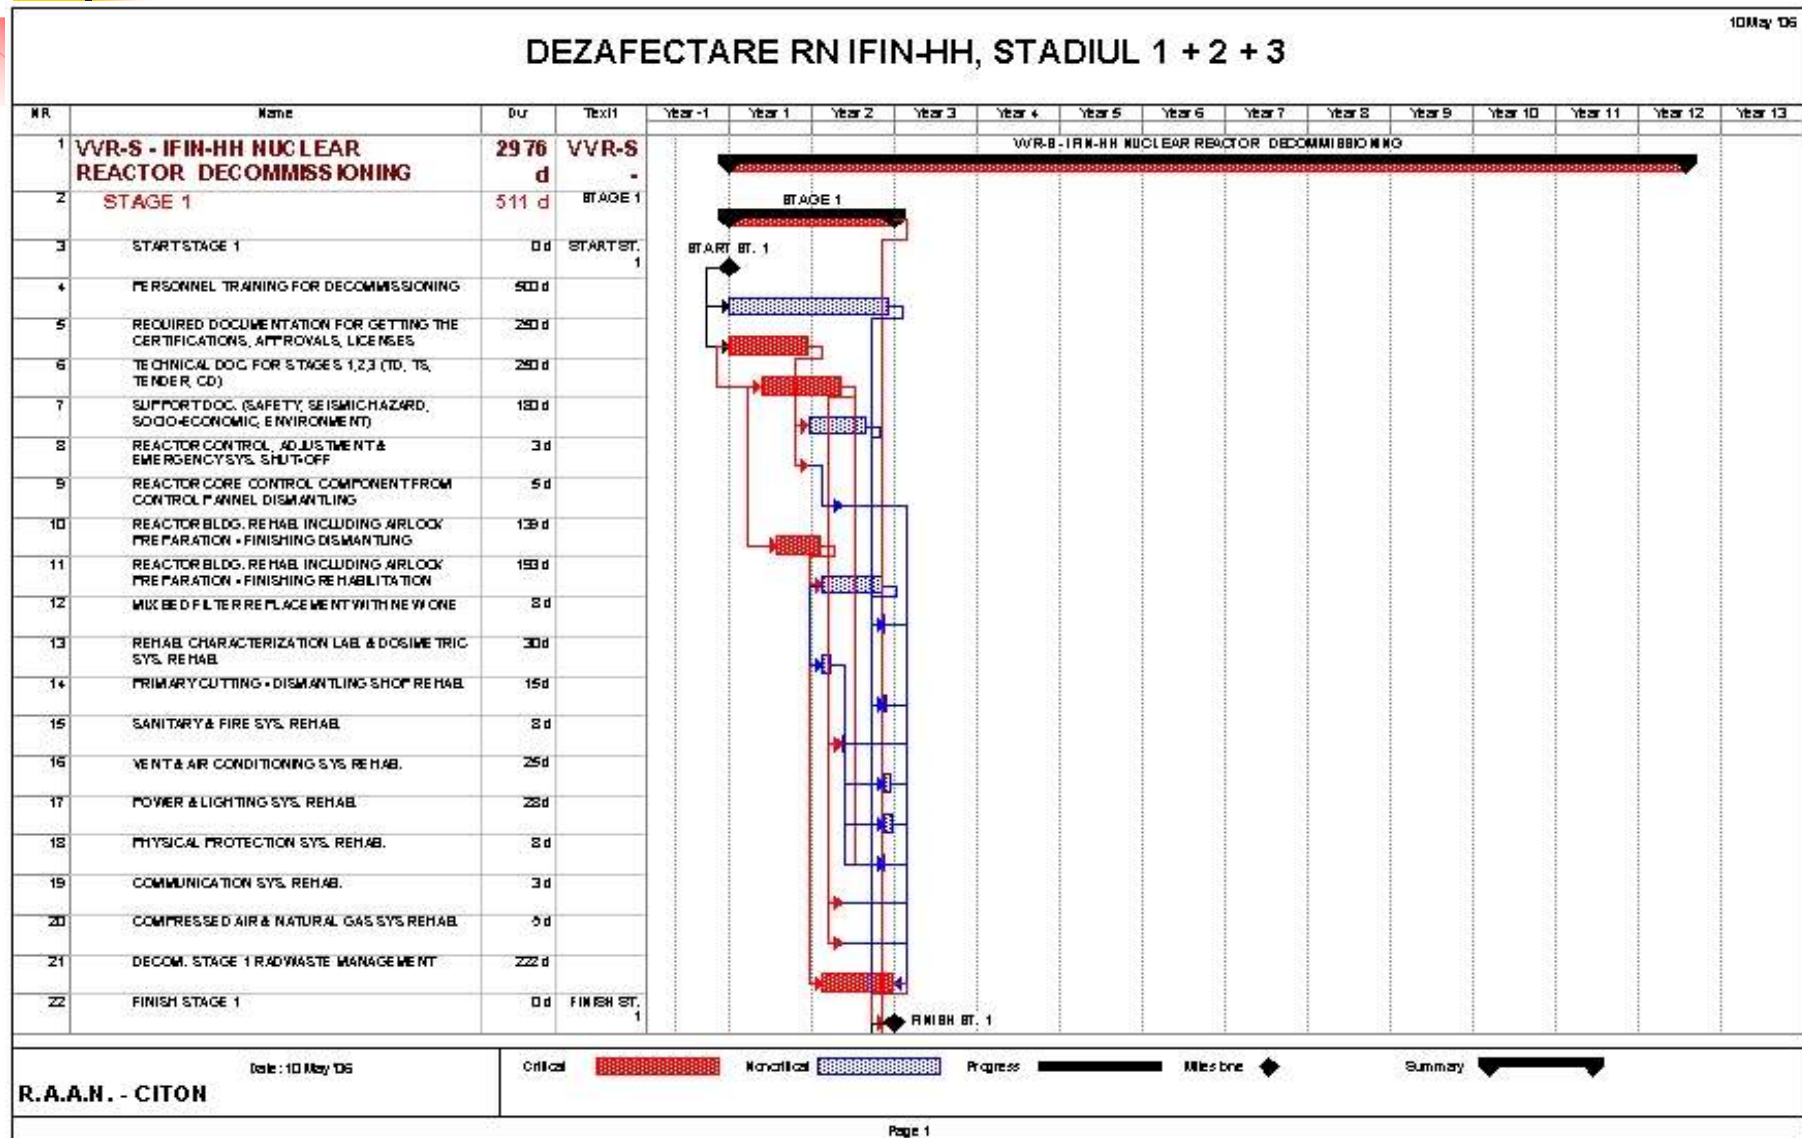 10 May '06
DEZAFECTARE RN IFIN-HH, STADIUL 1 + 2 + 3
NR Name Dur Text1 Year -1 Year 1 Year 2 Year 3 Year 4 Year 5 Year 6 Year 7 Year 8 Year 9 Year 10 Year 11 Year 12 Year 13
1 VVR-S - IFIN-HH NUCLEAR 2976 VVR-S VVR-S - IFIN-HH NUCLEAR REACTOR DECOMMISSIONING
REACTOR DECOMMISSIONING d -
2 STAGE 1 511 d STAGE 1 STAGE 1
3 START STAGE 1 0 d START ST. START ST. 1
1
4 PERSONNEL TRAINING FOR DECOMMISSIONING 500 d
5 REQUIRED DOCUMENTATION FOR GETTING THE 250 d
CERTIFICATIONS, APPROVALS, LICENSES
6 TECHNICAL DOC. FOR STAGES 1,2,3 (TD, TS, 250 d
TENDER, CD)
7 SUPPORT DOC. (SAFETY, SEISMIC HAZARD, 180 d
SOCIO-ECONOMIC, ENVIRONMENT)
8 REACTOR CONTROL, ADJUSTMENT & 3 d
EMERGENCY SYS. SHUT-OFF
9 REACTOR CORE CONTROL COMPONENT FROM 5 d
CONTROL PANNEL DISMANTLING
10 REACTOR BLDG. REHAB. INCLUDING AIRLOCK 139 d
PREPARATION - FINISHING DISMANTLING
11 REACTOR BLDG. REHAB. INCLUDING AIRLOCK
PREPARATION - FINISHING REHABILITATION
12 MIX BED FILTER REPLACEMENT WITH NEW ONE 8 d
13 REHAB. CHARACTERIZATION LAB. & DOSIMETRIC 30 d
SYS. REHAB.
14 PRIMARY CUTTING - DISMANTLING SHOP REHAB. 15 d
15 SANITARY & FIRE SYS. REHAB. 8 d
16 VENT & AIR CONDITIONING SYS REHAB. 25 d
17 POWER & LIGHTING SYS. REHAB. 28 d
18 PHYSICAL PROTECTION SYS. REHAB. 8 d
19 COMMUNICATION SYS. REHAB. 3 d
20 COMPRESSED AIR & NATURAL GAS SYS REHAB.
21 DECOM. STAGE 1 RADWASTE MANAGEMENT 222 d
22 FINISH STAGE 1 0 d FINISH ST. FINISH ST. 1
1
Date: 10 May '06 Critical Noncritical Progress Milestone Summary
R.A.A.N. - CITON
Page 1